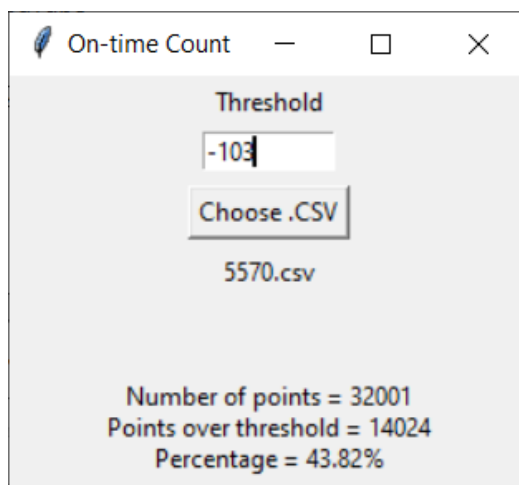 On-time Count
Threshold
-103
Choose .CSV
5570.csv
Number of points = 32001
Points over threshold = 14024
Percentage = 43.82%